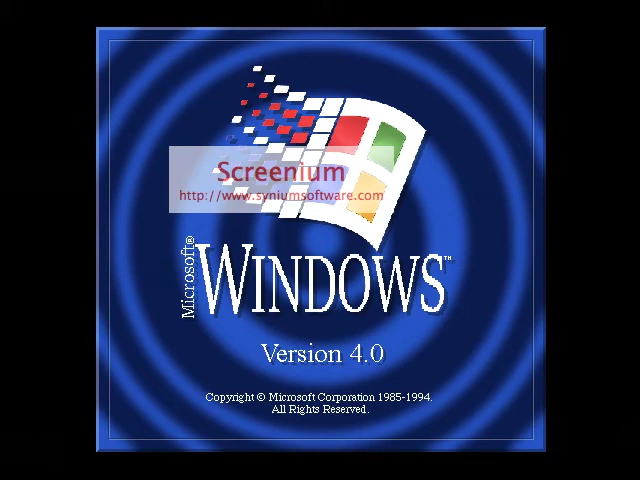 Screenium
http://www.syniumsoftware.com
Microsoft®
WINDOWS™
Version 4.0
Copyright © Microsoft Corporation 1985-1994.
All Rights Reserved.